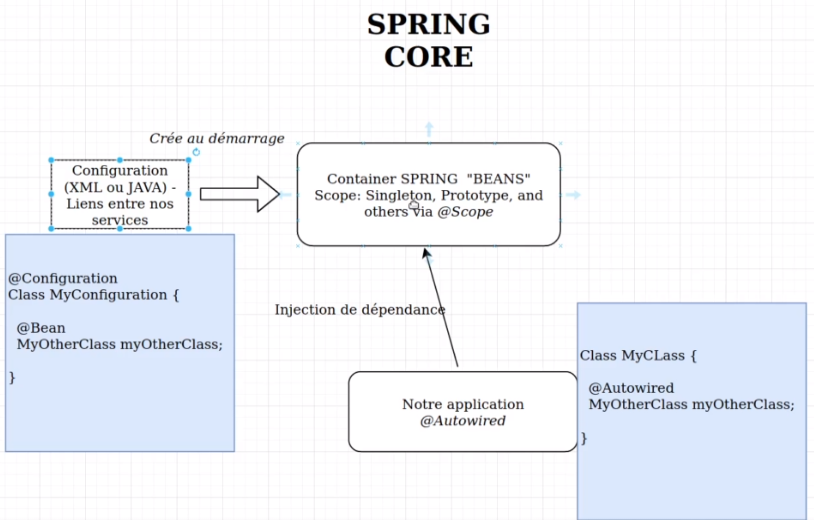 SPRING
CORE
Crée au démarrage
Configuration
(XML ou JAVA) -
Liens entre nos
services
Container SPRING "BEANS"
Scope: Singleton, Prototype, and
others via @Scope
@Configuration
Class MyConfiguration {
@Bean
MyOtherClass myOtherClass;
}
Injection de dépendance
Notre application
@Autowired
Class MyCLass {
@Autowired
MyOtherClass myOtherClass;
}